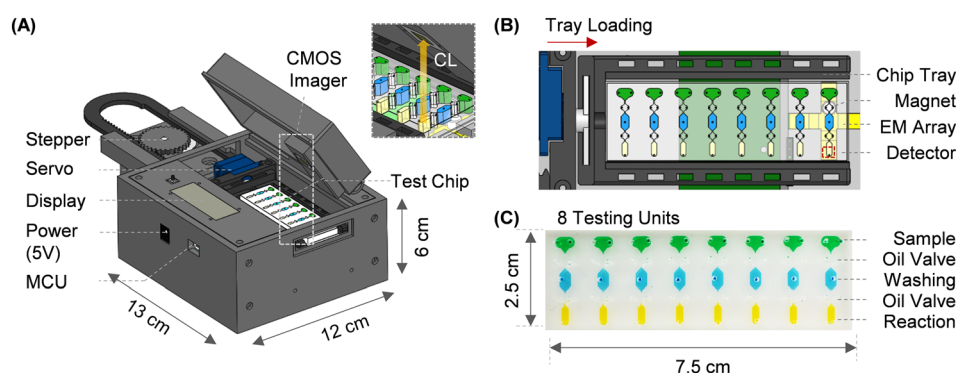 (A)
CMOS
Imager
CL
Stepper
Servo
Display
Power
(5V)
MCU
Test Chip
6 cm
13 cm
12 cm
(B)
Tray Loading
Chip Tray
Magnet
EM Array
Detector
(C)
8 Testing Units
Sample
Oil Valve
Washing
Oil Valve
Reaction
2.5 cm
7.5 cm